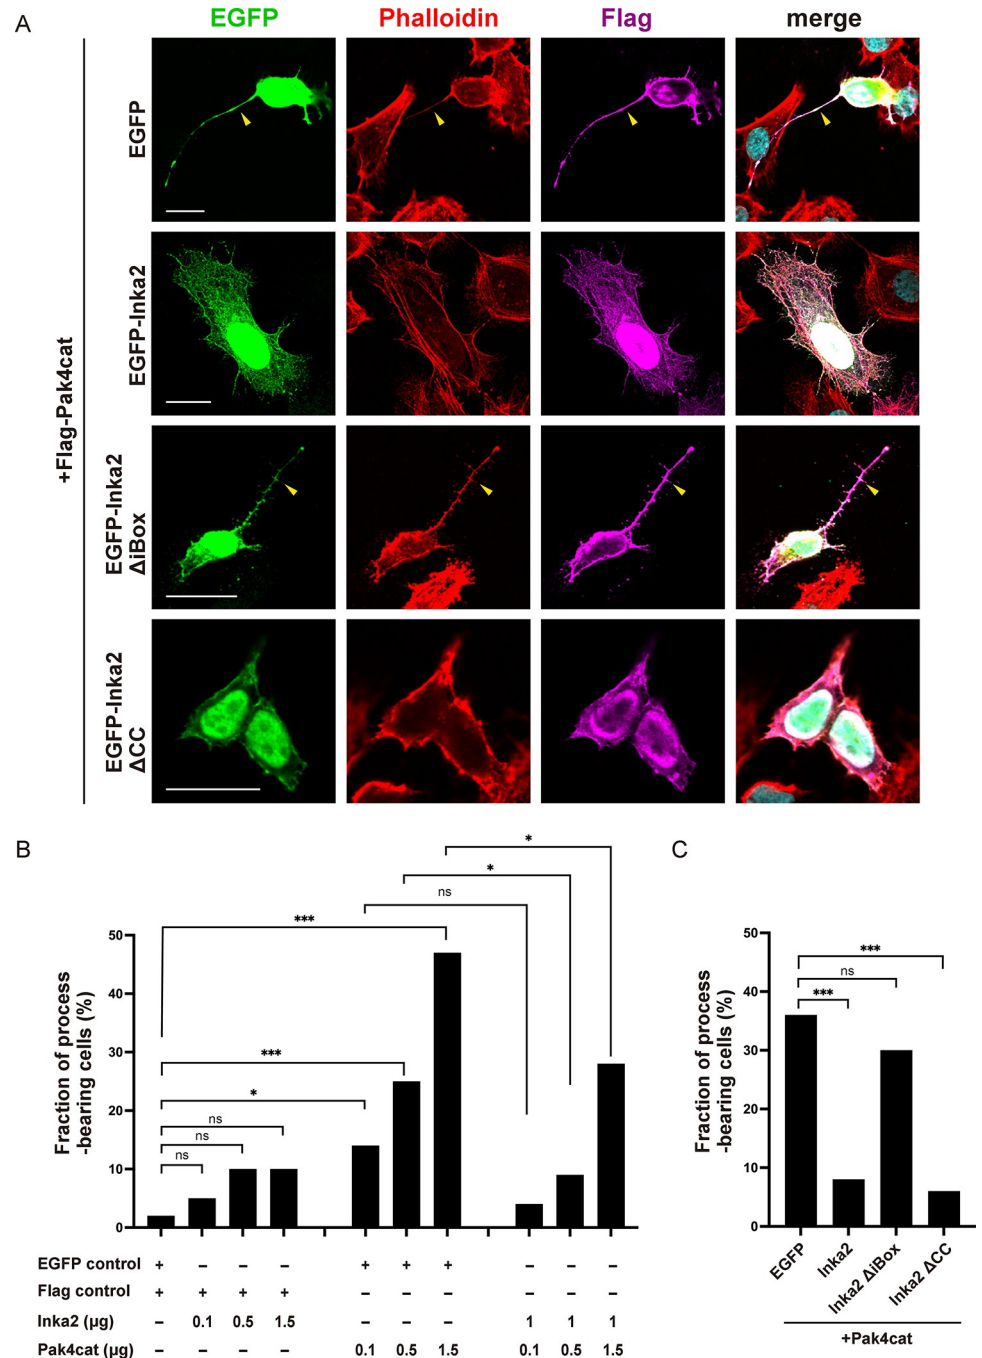 A
EGFP Phalloidin Flag merge
+Flag-Pak4cat
EGFP
EGFP-Inka2
EGFP-Inka2
ΔiBox
EGFP-Inka2
ΔCC
B
Fraction of process
-bearing cells (%)
50
40
30
20
10
0
ns
ns
ns
*
***
***
ns
*
*
EGFP control + – – – + + + – – –
Flag control + + + + – – – – – –
Inka2 (μg) – 0.1 0.5 1.5 – – – 1 1 1
Pak4cat (μg) – – – – 0.1 0.5 1.5 0.1 0.5 1.5
C
Fraction of process
-bearing cells (%)
50
40
30
20
10
0
***
ns
***
EGFP
Inka2
Inka2 ΔiBox
Inka2 ΔCC
+Pak4cat